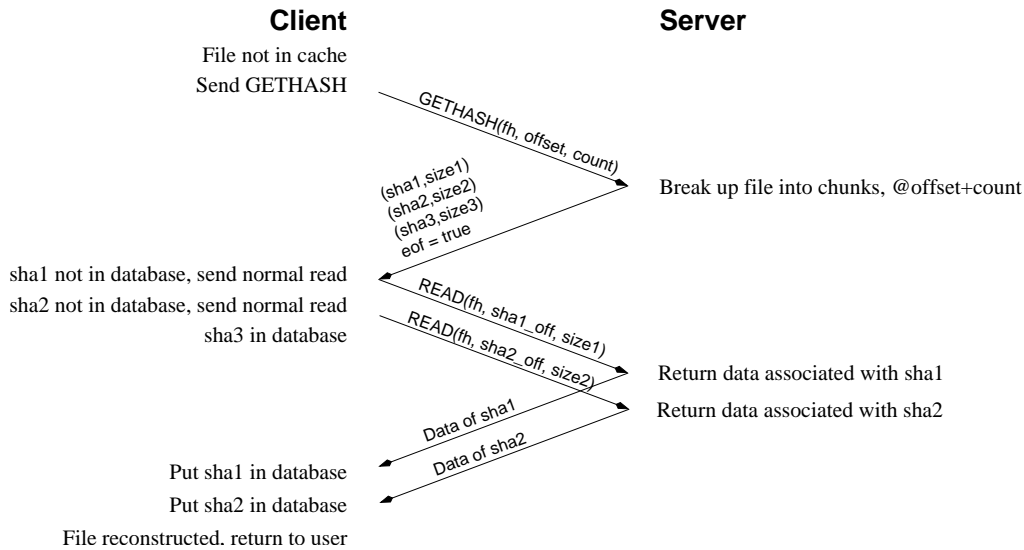 Client
Server
File not in cache
Send GETHASH
GETHASH(fh, offset, count)
Break up file into chunks, @offset+count
(sha1,size1)
(sha2,size2)
(sha3,size3)
eof = true
sha1 not in database, send normal read
sha2 not in database, send normal read
sha3 in database
READ(fh, sha1_off, size1)
READ(fh, sha2_off, size2)
Return data associated with sha1
Return data associated with sha2
Data of sha1
Data of sha2
Put sha1 in database
Put sha2 in database
File reconstructed, return to user